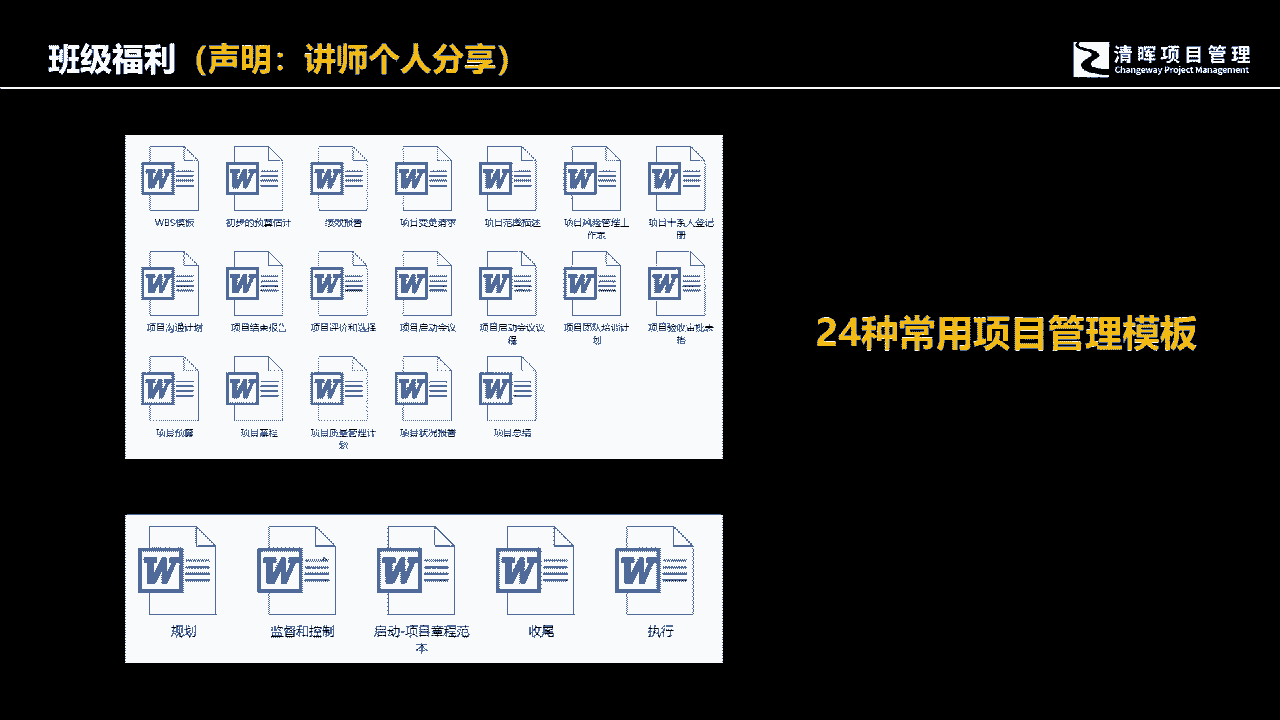 班级福利（声明：讲师个人分享）
清晖项目管理
Changeway Project Management
WBS模板 初步的预算估计 绩效报告 项目变更请求 项目范围描述 项目风险管理工 项目干系人登记
作表 册
项目沟通计划 项目结束报告 项目评价和选择 项目启动会议 项目启动会议议 项目团队培训计 项目验收审批表
程 划 格
项目预算 项目章程 项目质量管理计 项目状况报告 项目总结
划
24种常用项目管理模板
规划 监督和控制 启动-项目章程范 收尾 执行
本